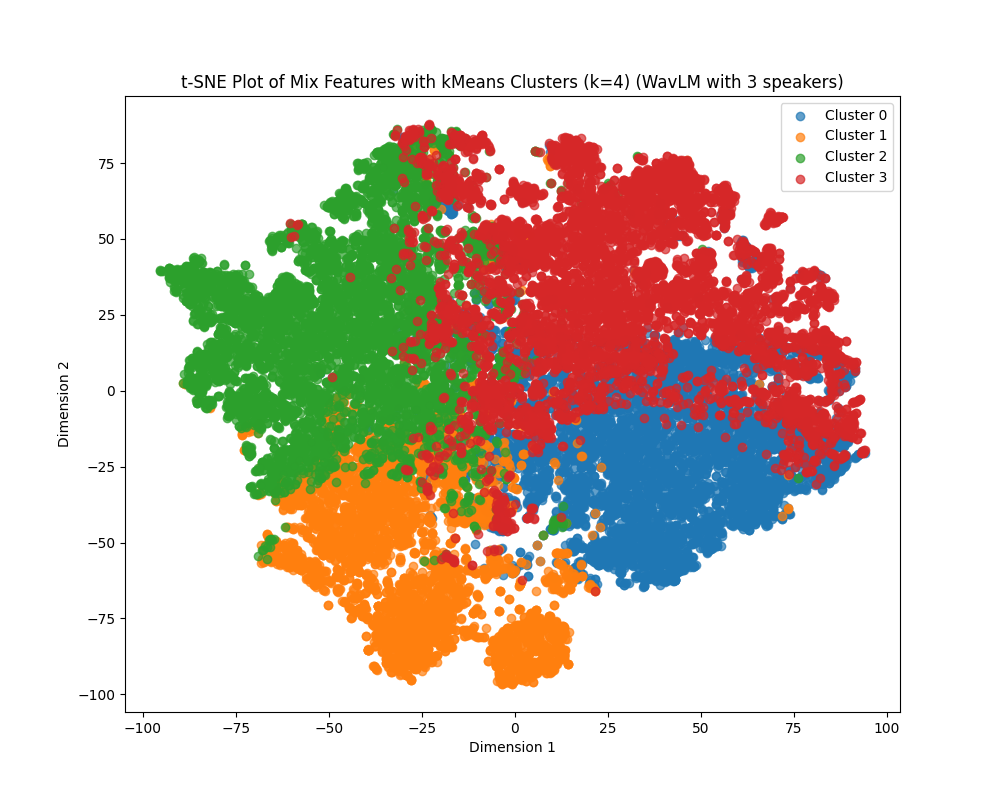 t-SNE Plot of Mix Features with kMeans Clusters (k=4) (WavLM with 3 speakers)
Cluster 0
Cluster 1
Cluster 2
Cluster 3
75
50
25
0
−25
−50
−75
−100
Dimension 2
−100
−75
−50
−25
0
25
50
75
100
Dimension 1